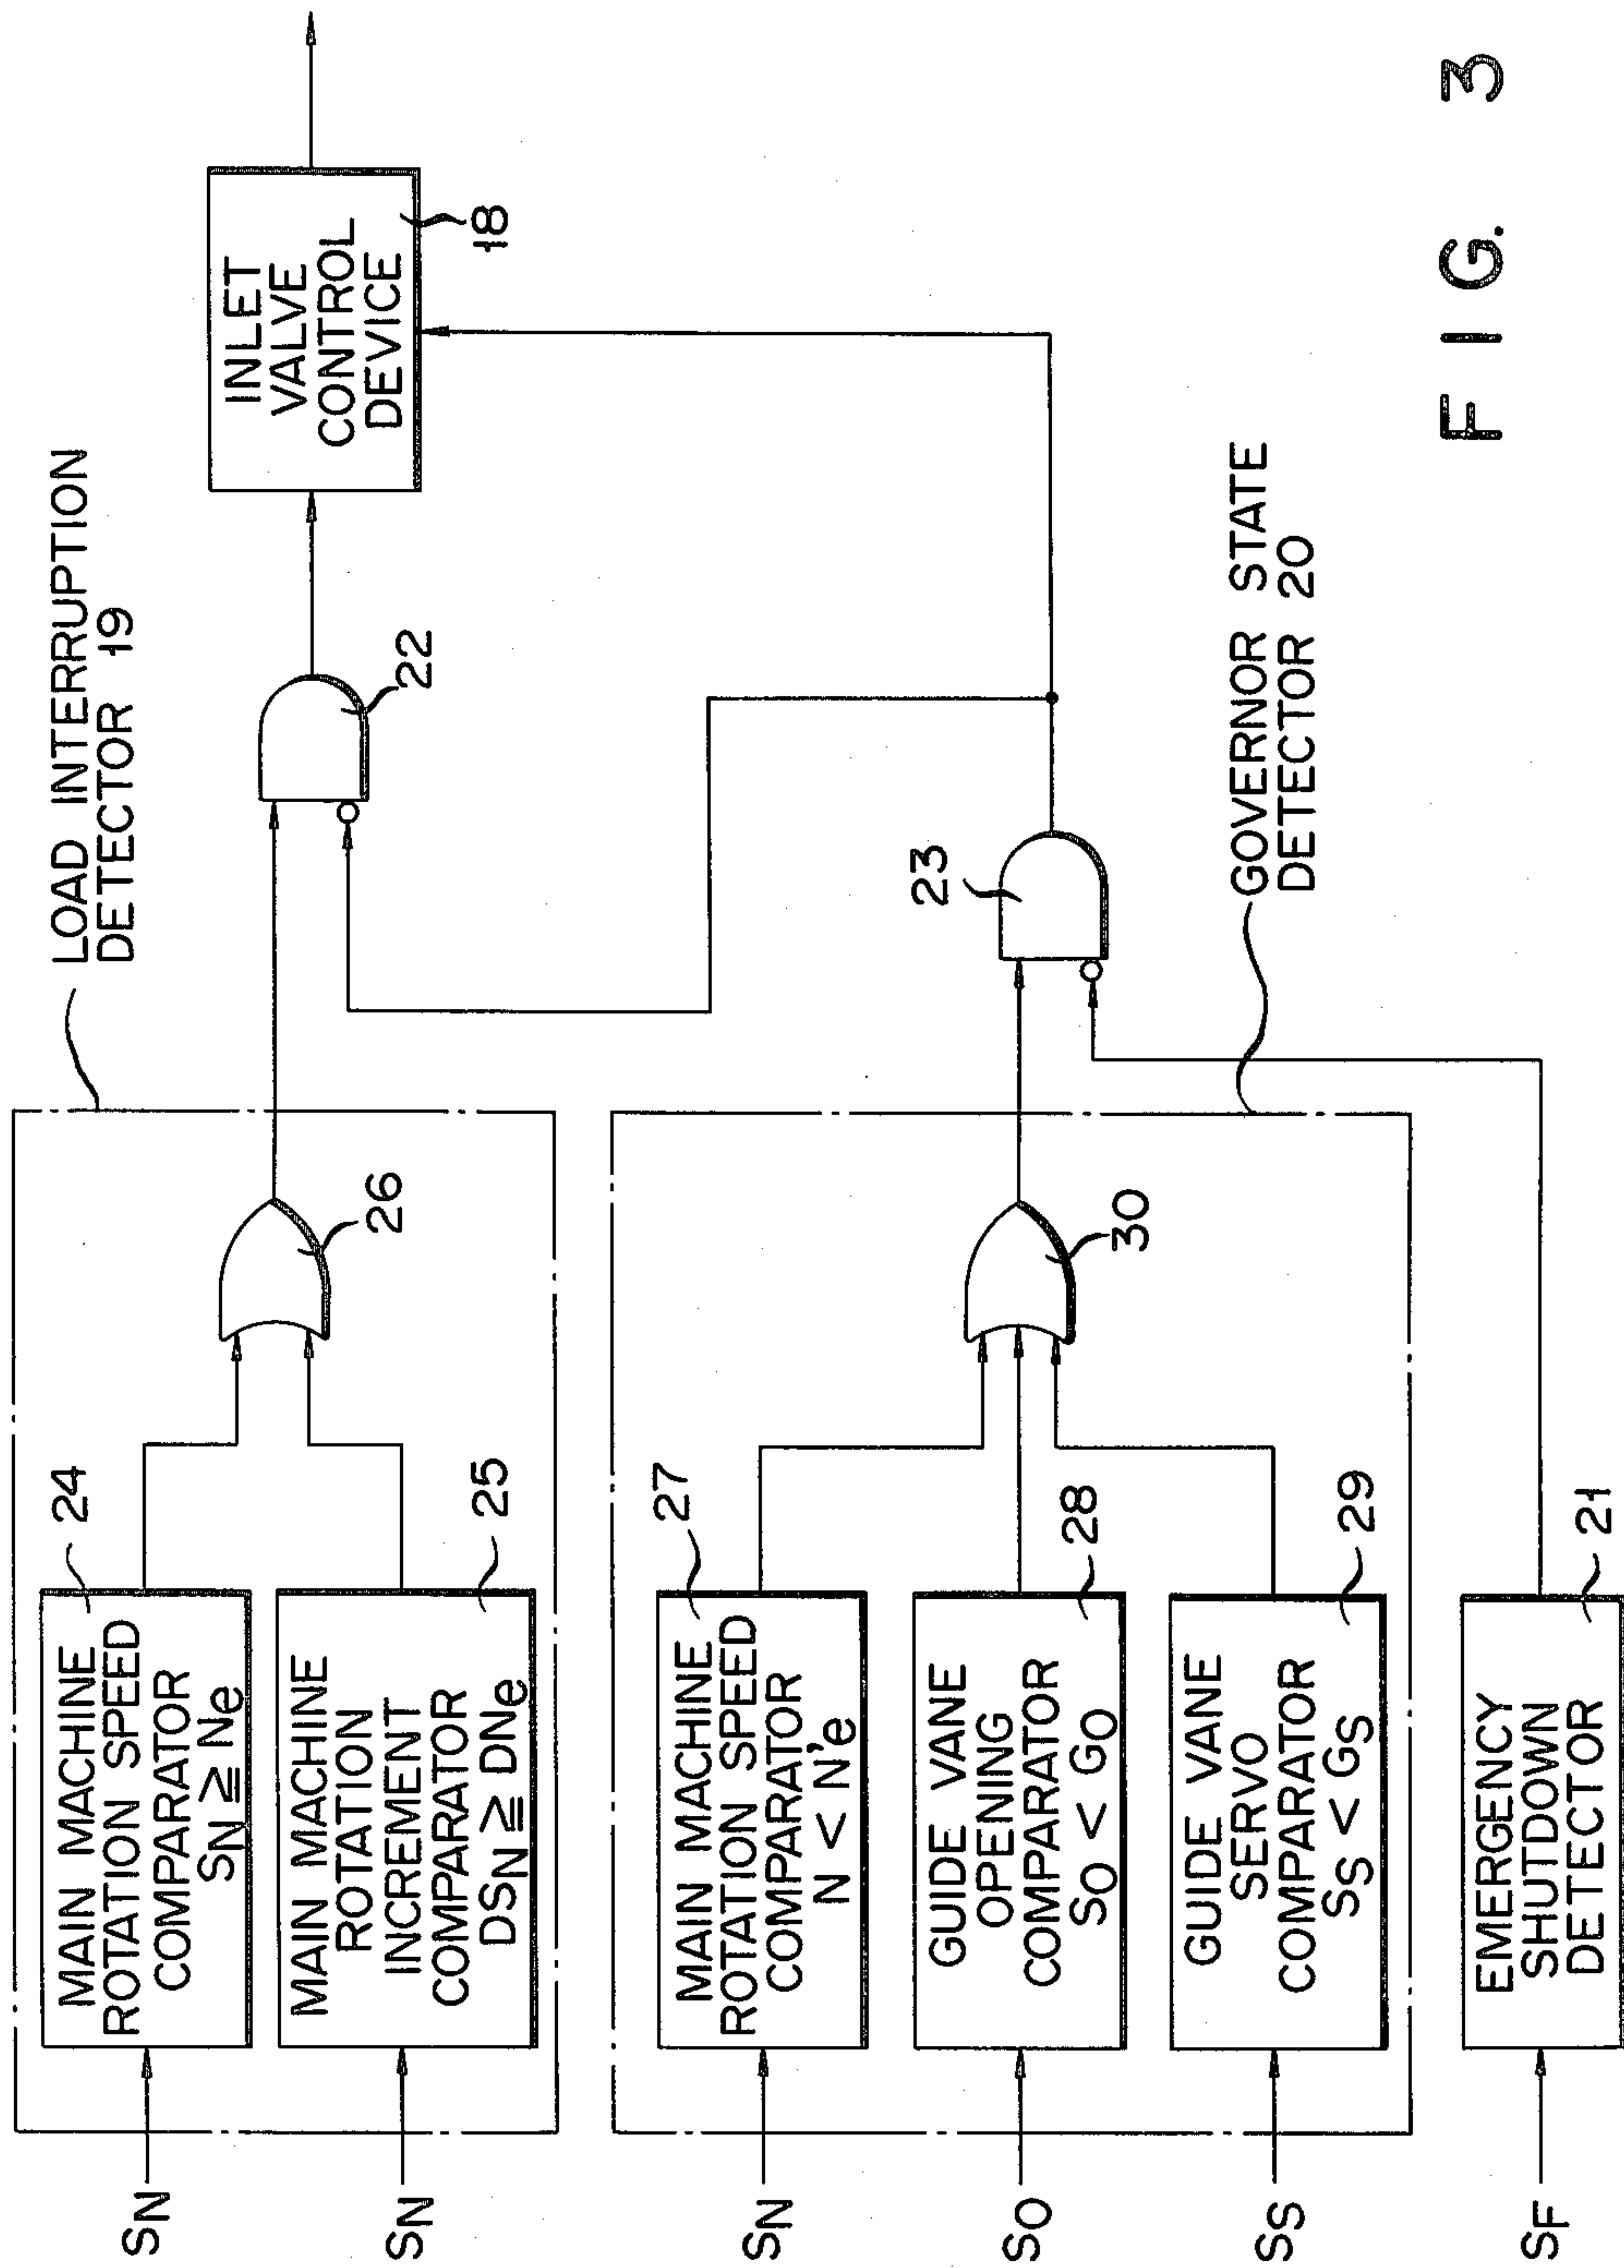 LOAD INTERRUPTION
DETECTOR 19
SN
MAIN MACHINE
ROTATION SPEED
COMPARATOR
SN ≧ Ne
24
SN
MAIN MACHINE
ROTATION
INCREMENT
COMPARATOR
DSN ≧ DNe
25
26
22
INLET
VALVE
CONTROL
DEVICE
18
SN
MAIN MACHINE
ROTATION SPEED
COMPARATOR
N < N'e
27
SO
GUIDE VANE
OPENING
COMPARATOR
SO < GO
28
SS
GUIDE VANE
SERVO
COMPARATOR
SS < GS
29
30
23
GOVERNOR STATE
DETECTOR 20
SF
EMERGENCY
SHUTDOWN
DETECTOR
21
FIG. 3